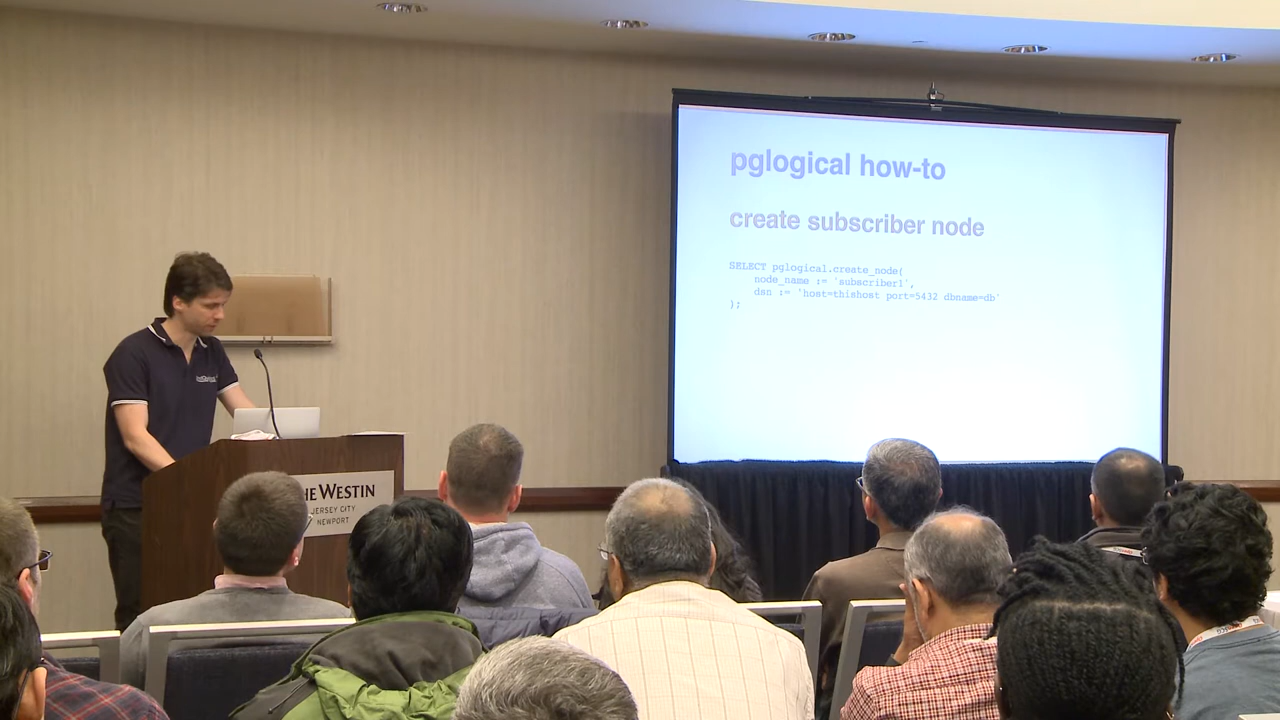 pglogical how-to
create subscriber node
SELECT pglogical.create_node(
node_name := 'subscriber1',
dsn := 'host=thishost port=5432 dbname=db'
);
HE WESTIN
JERSEY CITY
NEWPORT